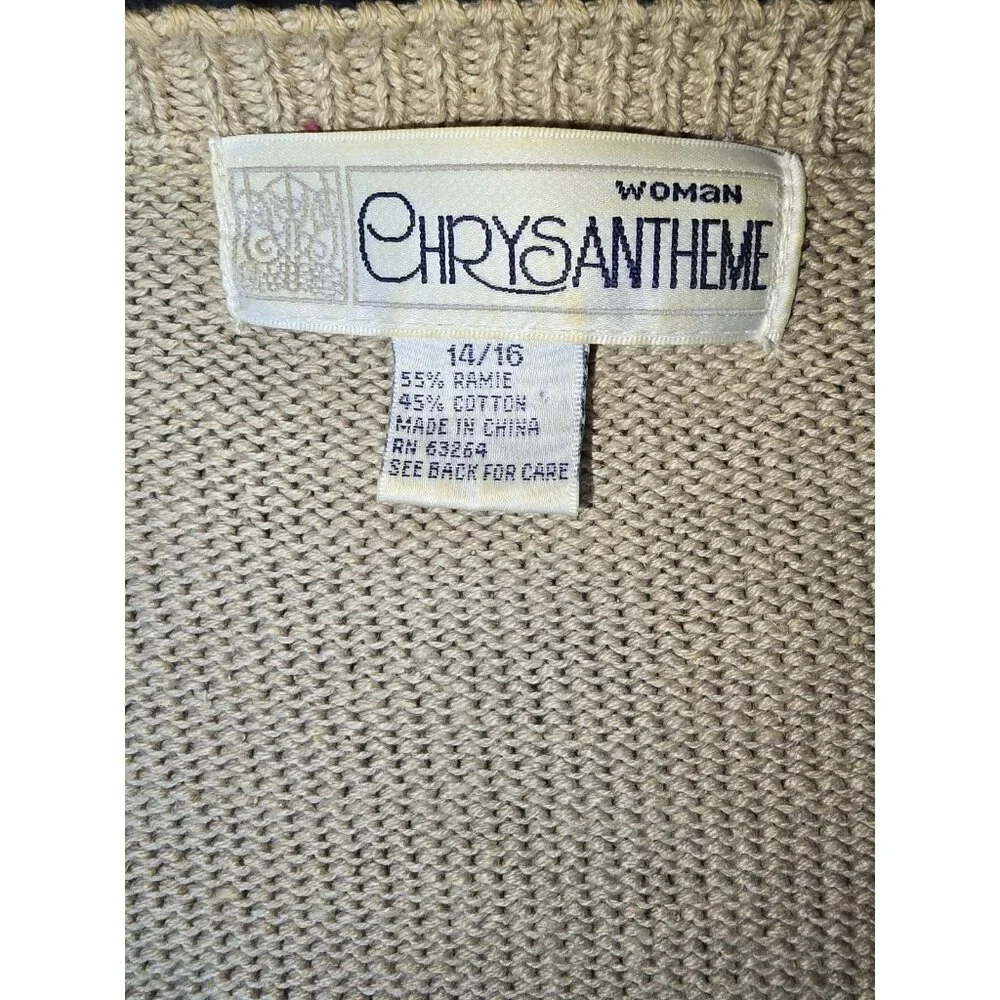 WOMAN
CHRYSANTHEME
14/16
55% RAMIE
45% COTTON
MADE IN CHINA
RN 63264
SEE BACK FOR CARE